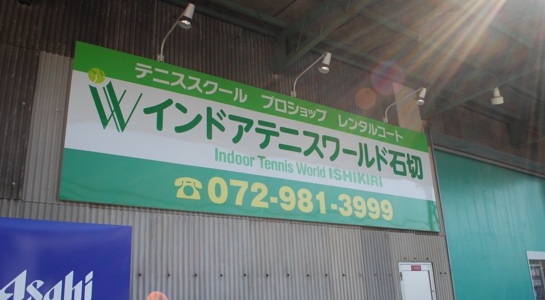 テニススクール プロショップ レンタルコート
W インドアテニスワールド石切
Indoor Tennis World ISHIKIRI
☎072-981-3999
Asahi